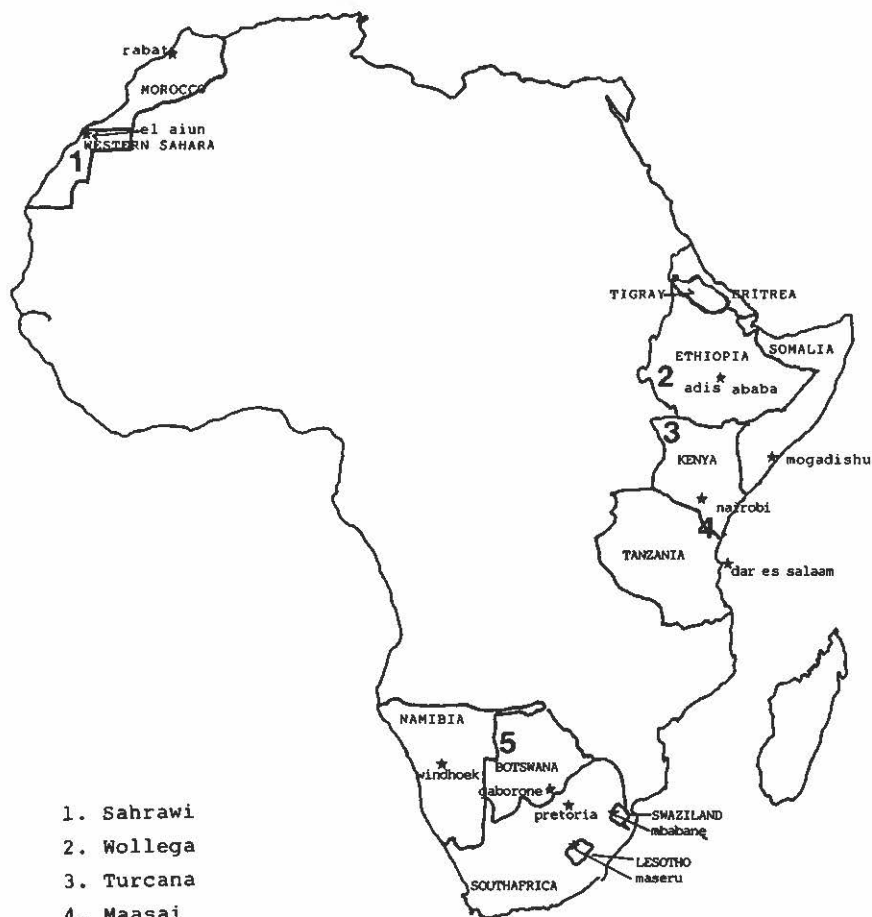 rabat
MOROCCO
el aiun
WESTERN SAHARA
1
TIGRAY
ERITREA
ETHIOPIA
SOMALIA
2
adis ababa
3
KENYA
mogadishu
nairobi
4
TANZANIA
dar es salaam
NAMIBIA
5
BOTSWANA
windhoek
gaborone
pretoria
SWAZILAND
mbabane
LESOTHO
maseru
SOUTHAFRICA
1. Sahrawi
2. Wollega
3. Turcana
4. Maasai